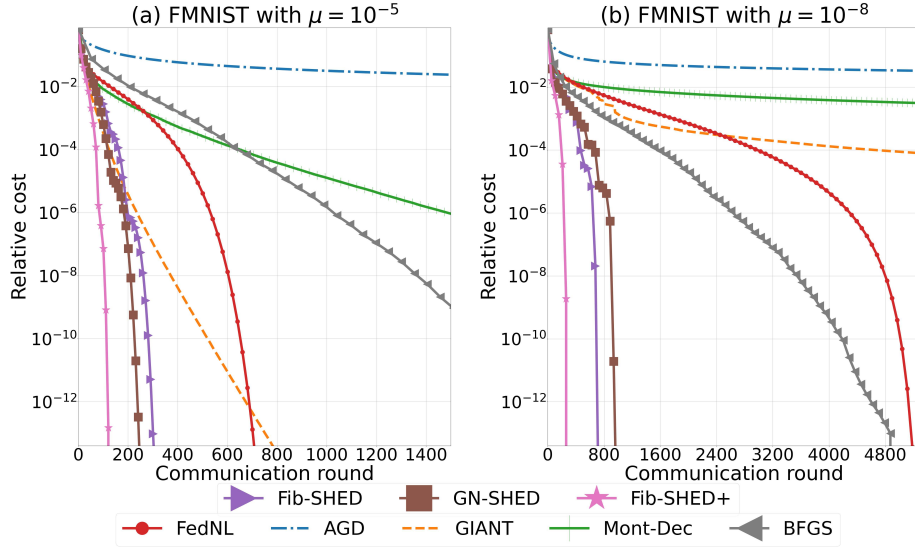 (a) FMNIST with μ = 10⁻⁵
(b) FMNIST with μ = 10⁻⁸
Relative cost
10⁻²
10⁻⁴
10⁻⁶
10⁻⁸
10⁻¹⁰
10⁻¹²
0 200 400 600 800 1000 1200 1400
Communication round
Relative cost
10⁻²
10⁻⁴
10⁻⁶
10⁻⁸
10⁻¹⁰
10⁻¹²
0 800 1600 2400 3200 4000 4800
Communication round
Fib-SHED GN-SHED Fib-SHED+
FedNL AGD GIANT Mont-Dec BFGS